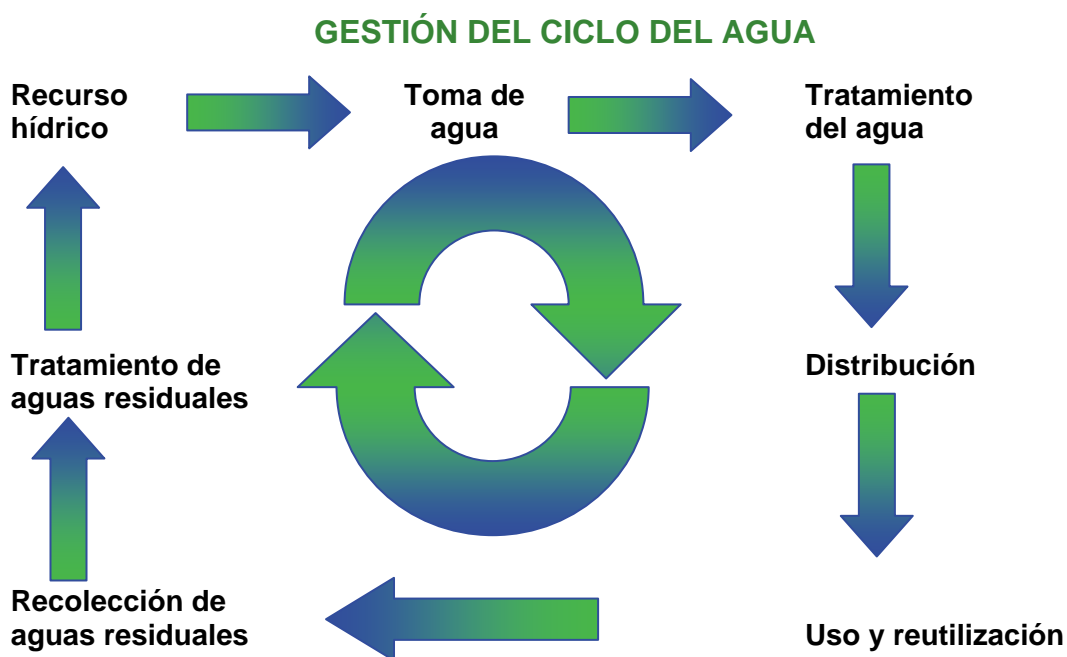 GESTIÓN DEL CICLO DEL AGUA
Recurso
hídrico
Toma de
agua
Tratamiento
del agua
Tratamiento de
aguas residuales
Distribución
Recolección de
aguas residuales
Uso y reutilización